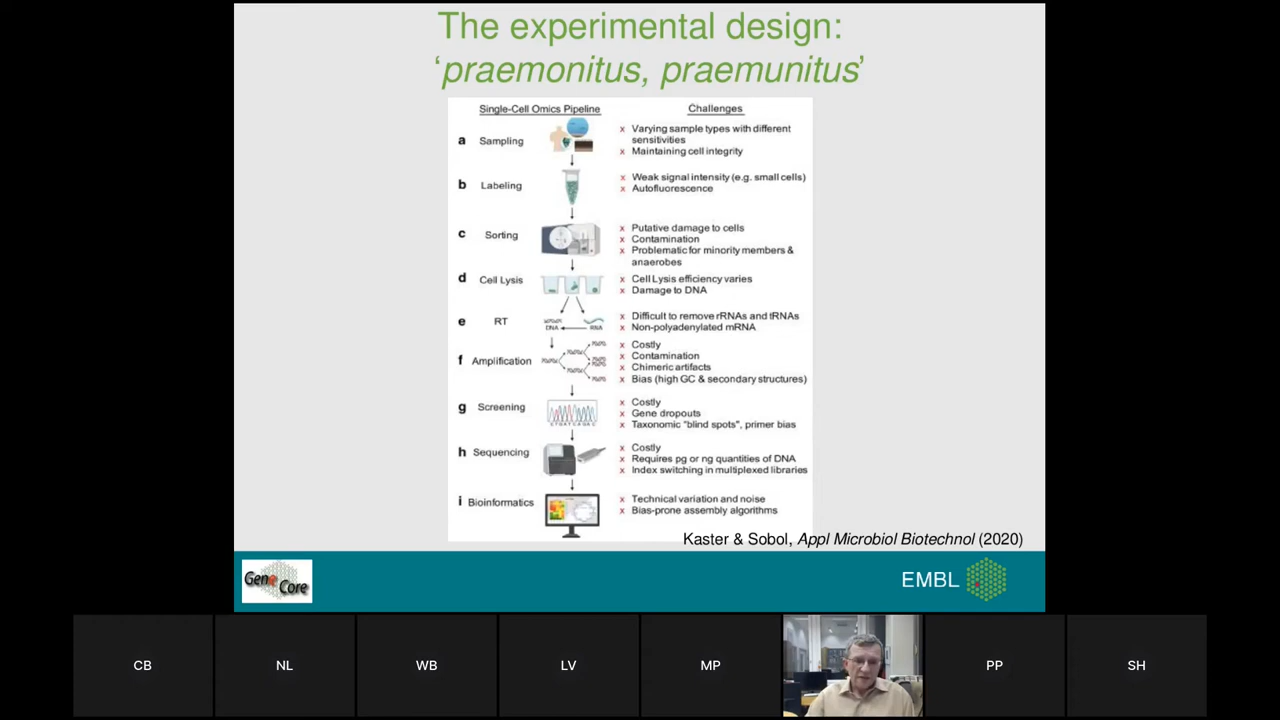 The experimental design:
‘praemonitus, praemunitus’
Single-Cell Omics Pipeline
Challenges
a Sampling
x Varying sample types with different
sensitivities
x Maintaining cell integrity
b Labeling
x Weak signal intensity (e.g. small cells)
x Autofluorescence
c Sorting
x Putative damage to cells
x Contamination
x Problematic for minority members &
anaerobes
d Cell Lysis
x Cell Lysis efficiency varies
x Damage to DNA
e RT
DNA
RNA
x Difficult to remove rRNAs and tRNAs
x Non-polyadenylated mRNA
f Amplification
x Costly
x Contamination
x Chimeric artifacts
x Bias (high GC & secondary structures)
g Screening
x Costly
x Gene dropouts
x Taxonomic "blind spots", primer bias
h Sequencing
x Costly
x Requires pg or ng quantities of DNA
x Index switching in multiplexed libraries
i Bioinformatics
x Technical variation and noise
x Bias-prone assembly algorithms
Kaster & Sobol, Appl Microbiol Biotechnol (2020)
Gene Core
EMBL
CB
NL
WB
LV
MP
PP
SH